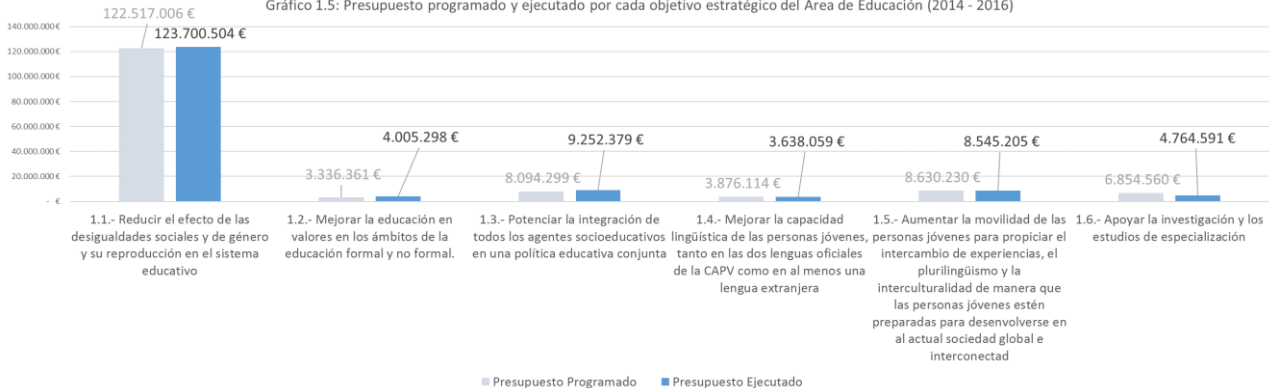 Gráfico 1.5: Presupuesto programado y ejecutado por cada objetivo estratégico del Área de Educación (2014 - 2016)
122.517.006 €
123.700.504 €
140.000.000 €
120.000.000 €
100.000.000 €
80.000.000 €
60.000.000 €
40.000.000 €
20.000.000 €
- €
3.336.361 €
4.005.298 €
8.094.299 €
9.252.379 €
3.876.114 €
3.638.059 €
8.630.230 €
8.545.205 €
6.854.560 €
4.764.591 €
1.1.- Reducir el efecto de las
desigualdades sociales y de género
y su reproducción en el sistema
educativo
1.2.- Mejorar la educación en
valores en los ámbitos de la
educación formal y no formal.
1.3.- Potenciar la integración de
todos los agentes socioeducativos
en una política educativa conjunta
1.4.- Mejorar la capacidad
lingüística de las personas jóvenes,
tanto en las dos lenguas oficiales
de la CAPV como en al menos una
lengua extranjera
1.5.- Aumentar la movilidad de las
personas jóvenes para propiciar el
intercambio de experiencias, el
plurilingüismo y la
interculturalidad de manera que
las personas jóvenes estén
preparadas para desenvolverse en
al actual sociedad global e
interconectad
1.6.- Apoyar la investigación y los
estudios de especialización
Presupuesto Programado
Presupuesto Ejecutado